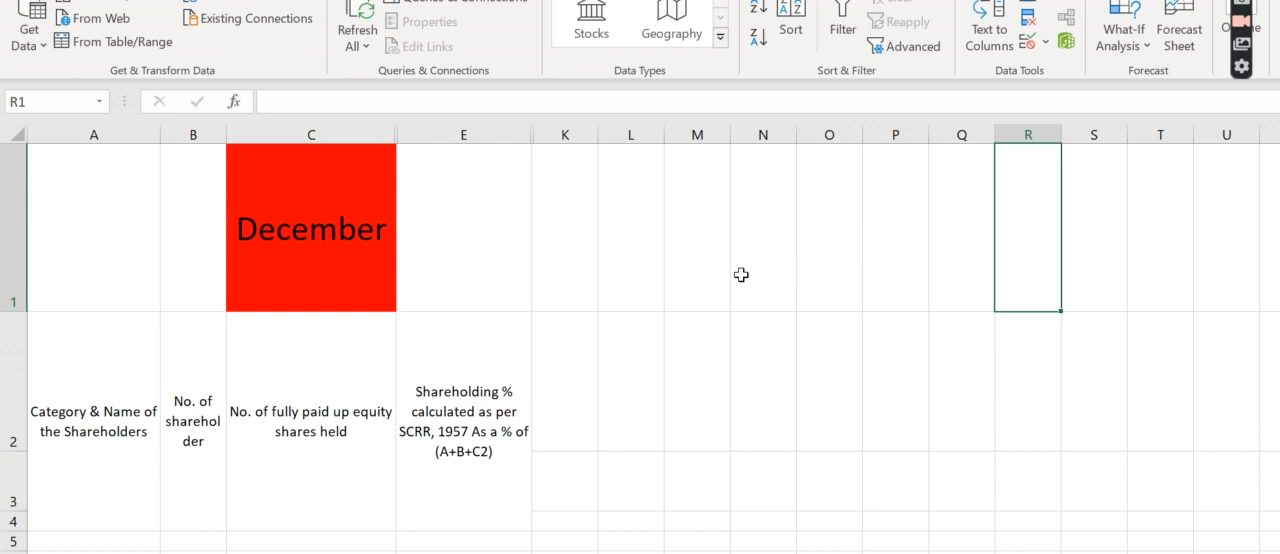 From Web
Existing Connections
Get
Data
From Table/Range
Get & Transform Data
Queries & Connections
Refresh
All
Properties
Edit Links
Queries & Connections
Stocks
Geography
Data Types
Sort
Filter
Clear
Reapply
Advanced
Sort & Filter
Text to
Columns
Data Tools
What-If
Analysis
Forecast
Sheet
Forecast
R1
fx
A B C E K L M N O P Q R S T U
1
December
2
Category & Name of
the Shareholders
No. of
sharehol
der
No. of fully paid up equity
shares held
Shareholding %
calculated as per
SCRR, 1957 As a % of
(A+B+C2)
3
4
5